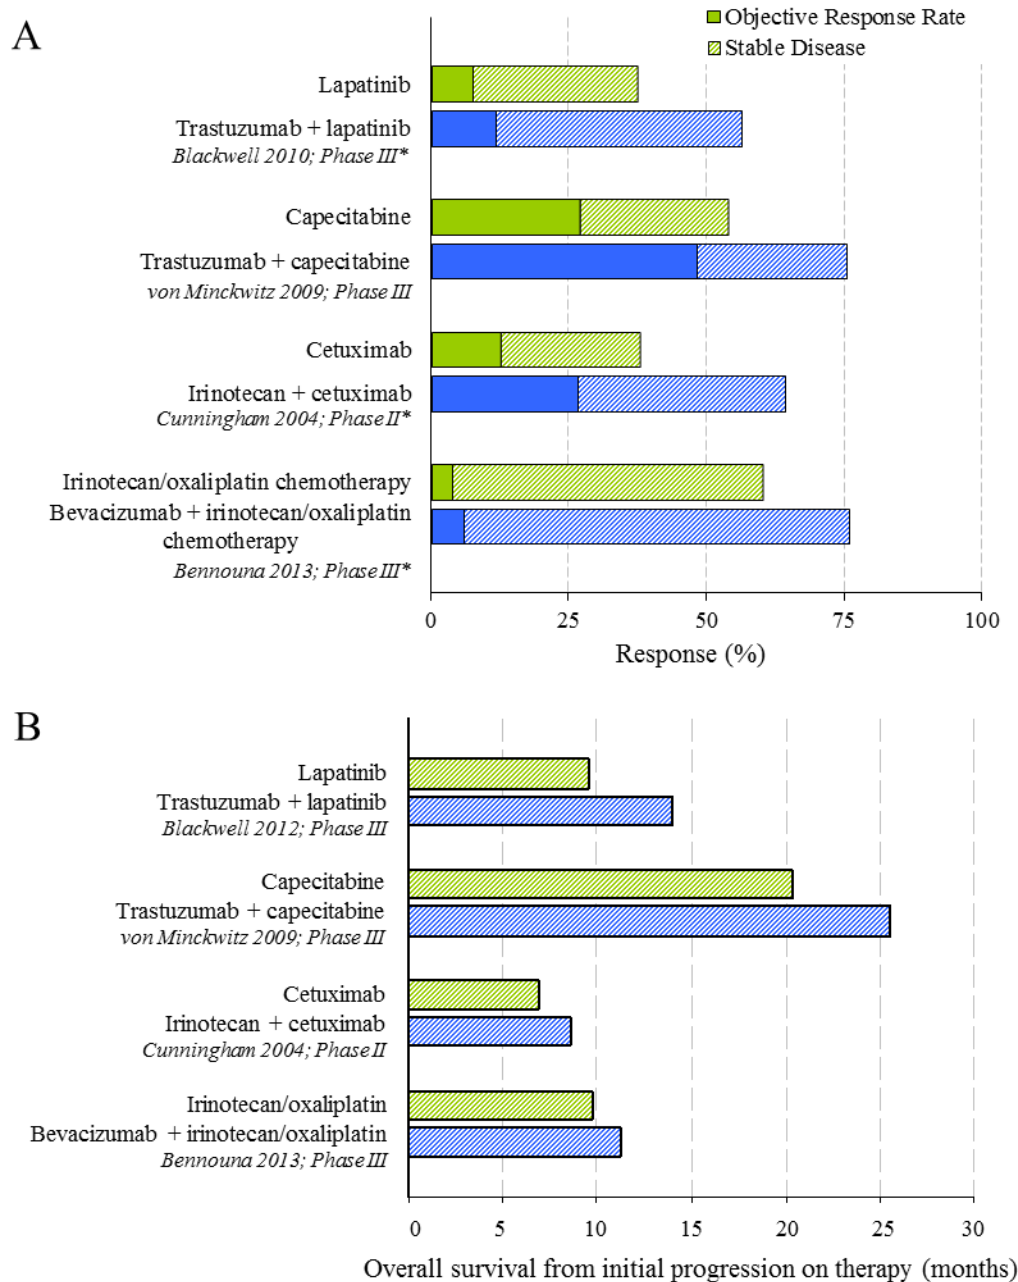 A
Objective Response Rate
Stable Disease
Lapatinib
Trastuzumab + lapatinib
Blackwell 2010; Phase III*
Capecitabine
Trastuzumab + capecitabine
von Minckwitz 2009; Phase III
Cetuximab
Irinotecan + cetuximab
Cunningham 2004; Phase II*
Irinotecan/oxaliplatin chemotherapy
Bevacizumab + irinotecan/oxaliplatin
chemotherapy
Bennouna 2013; Phase III*
0 25 50 75 100
Response (%)
B
Lapatinib
Trastuzumab + lapatinib
Blackwell 2012; Phase III
Capecitabine
Trastuzumab + capecitabine
von Minckwitz 2009; Phase III
Cetuximab
Irinotecan + cetuximab
Cunningham 2004; Phase II
Irinotecan/oxaliplatin
Bevacizumab + irinotecan/oxaliplatin
Bennouna 2013; Phase III
0 5 10 15 20 25 30
Overall survival from initial progression on therapy (months)